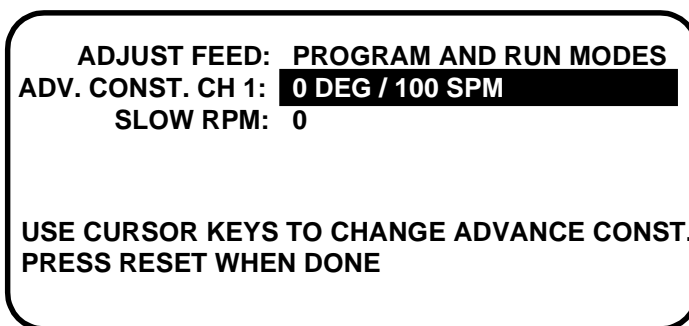 ADJUST FEED: PROGRAM AND RUN MODES
ADV. CONST. CH 1: 0 DEG / 100 SPM
SLOW RPM: 0
USE CURSOR KEYS TO CHANGE ADVANCE CONST.
PRESS RESET WHEN DONE